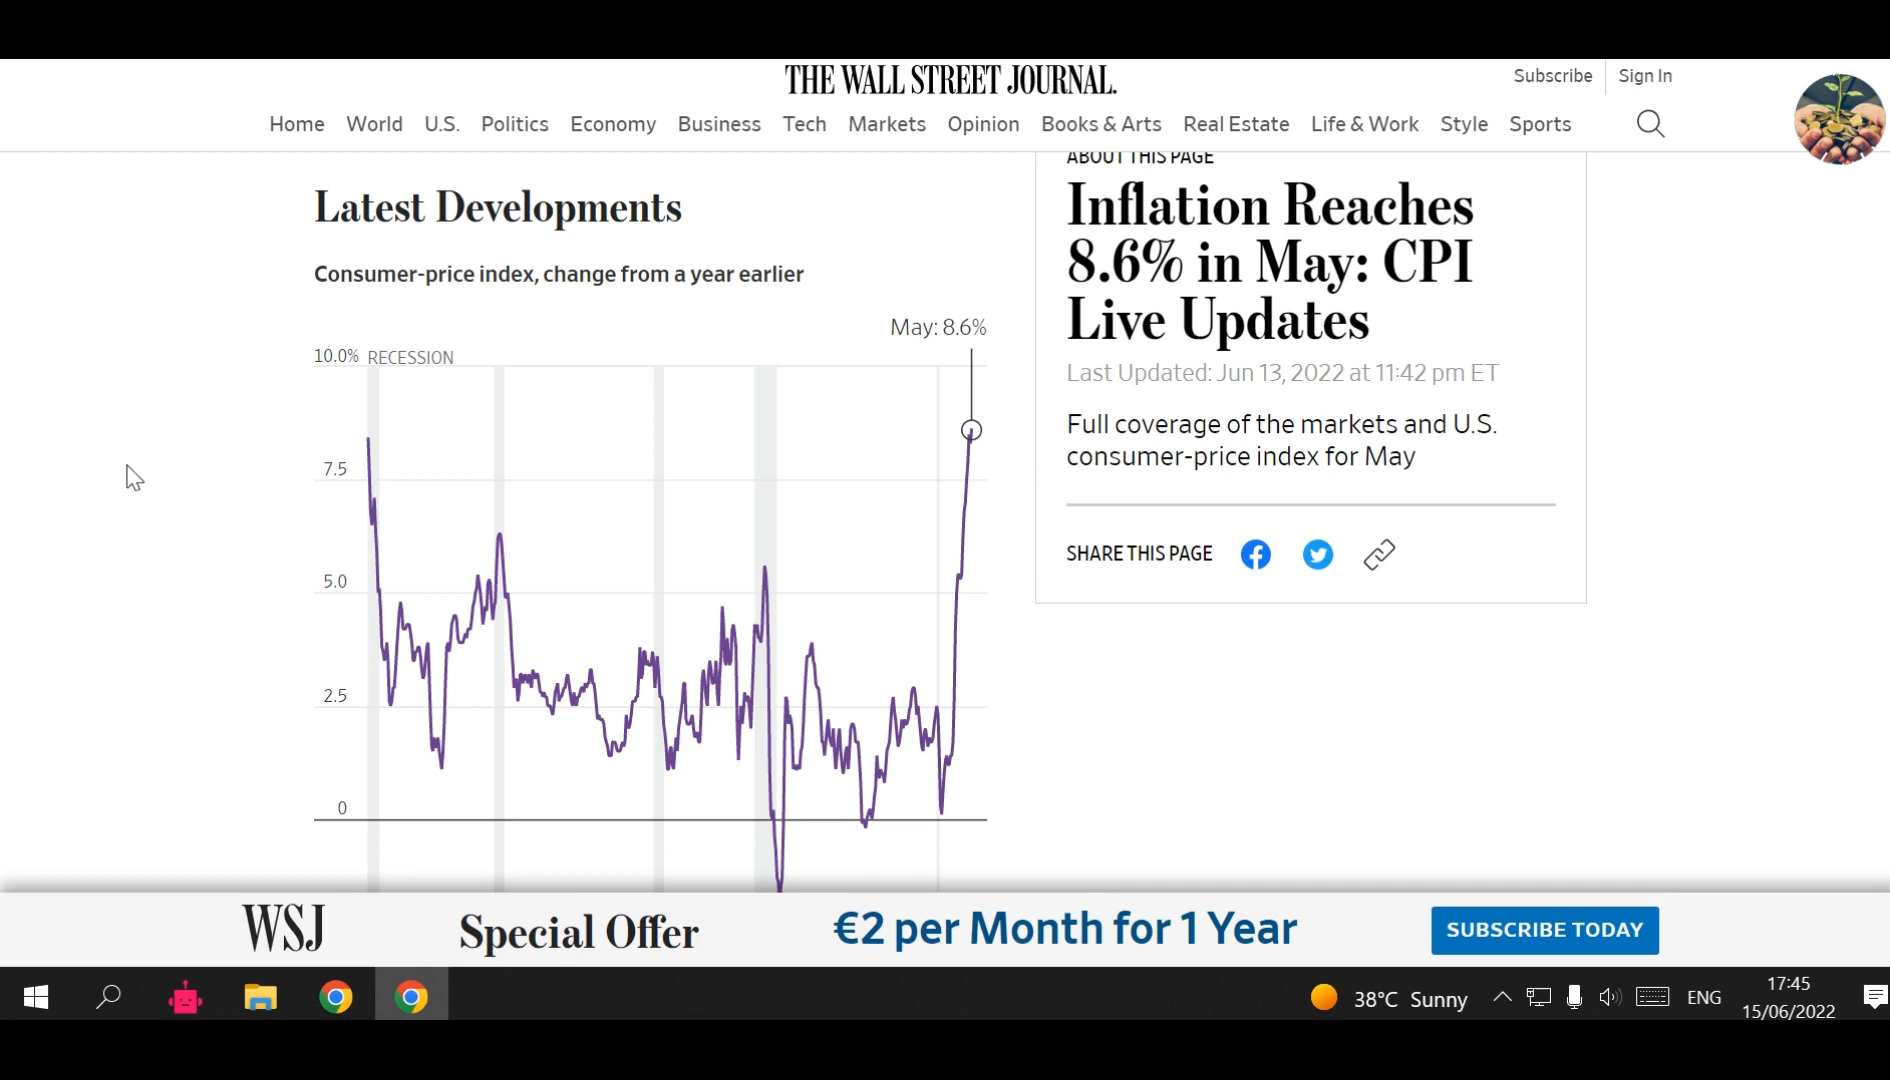 THE WALL STREET JOURNAL.
Subscribe Sign In
Home World U.S. Politics Economy Business Tech Markets Opinion Books & Arts Real Estate Life & Work Style Sports
Latest Developments
Consumer-price index, change from a year earlier
May: 8.6%
10.0% RECESSION
7.5
5.0
2.5
0
ABOUT THIS PAGE
Inflation Reaches
8.6% in May: CPI
Live Updates
Last Updated: Jun 13, 2022 at 11:42 pm ET
Full coverage of the markets and U.S.
consumer-price index for May
SHARE THIS PAGE
WSJ Special Offer €2 per Month for 1 Year SUBSCRIBE TODAY
38°C Sunny ENG 17:45
15/06/2022